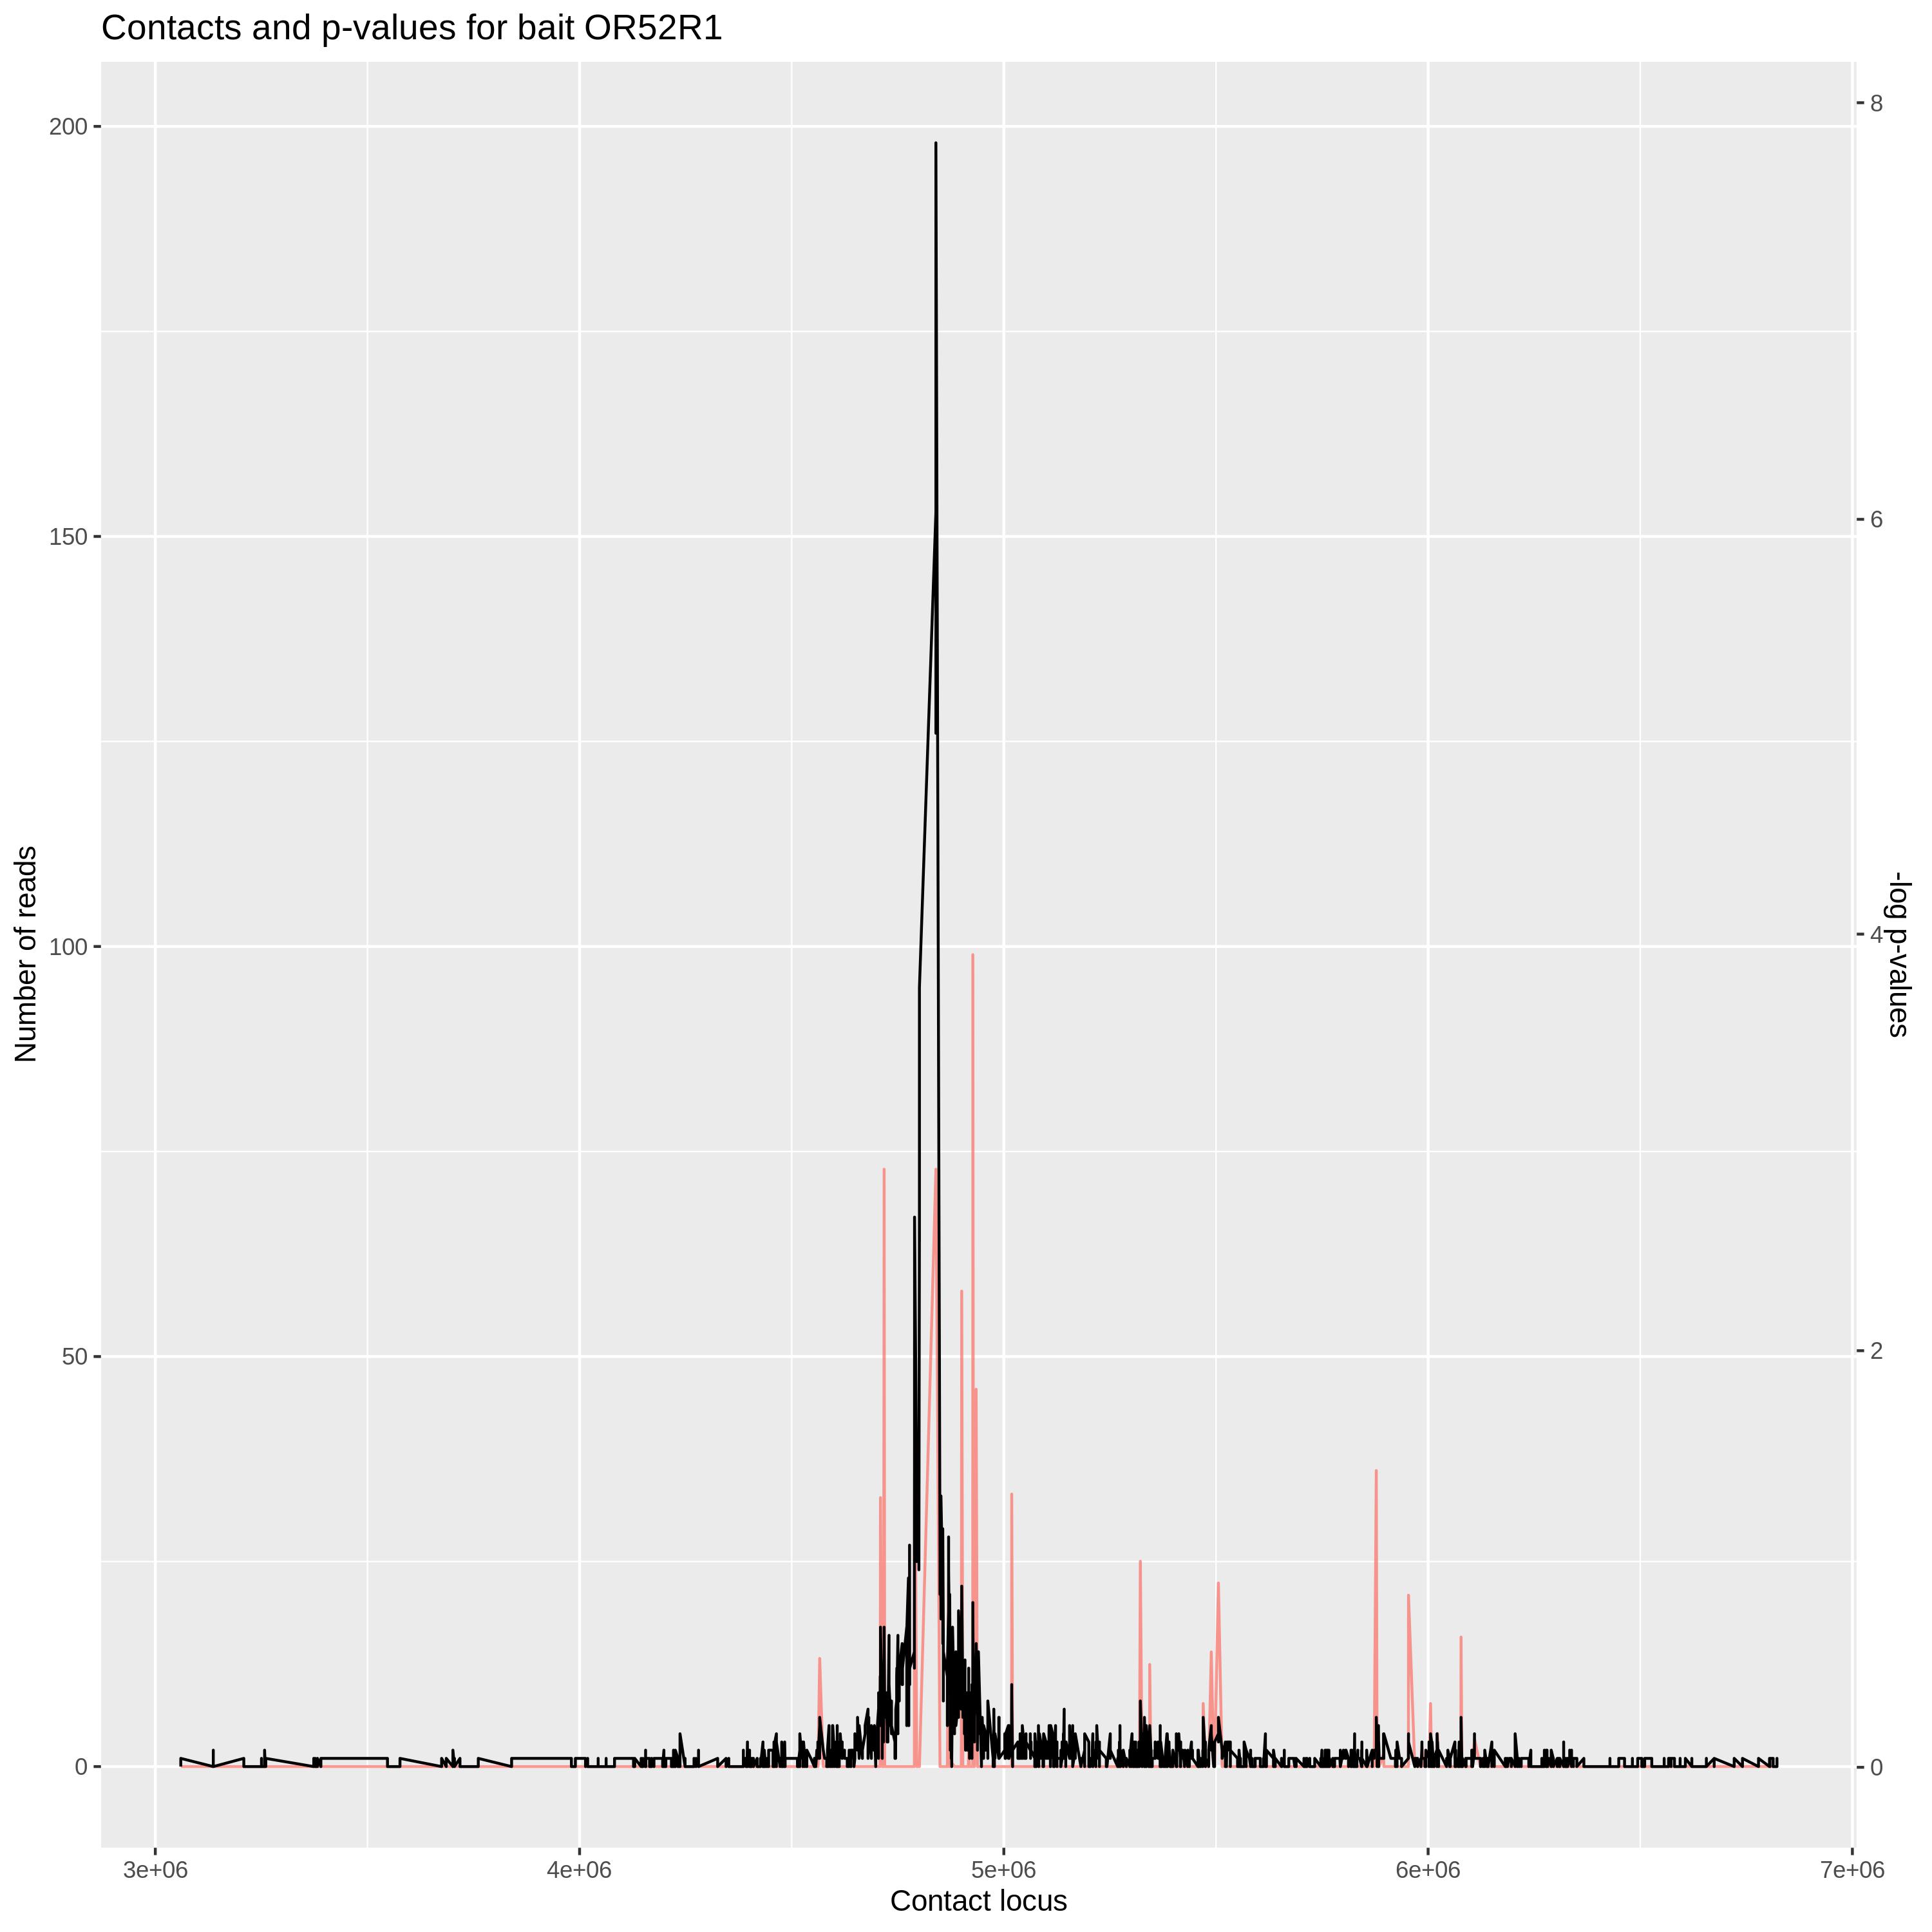 Contacts and p-values for bait OR52R1
200
150
100
50
0
Number of reads
8
6
4
2
0
-log p-values
3e+06
4e+06
5e+06
6e+06
7e+06
Contact locus